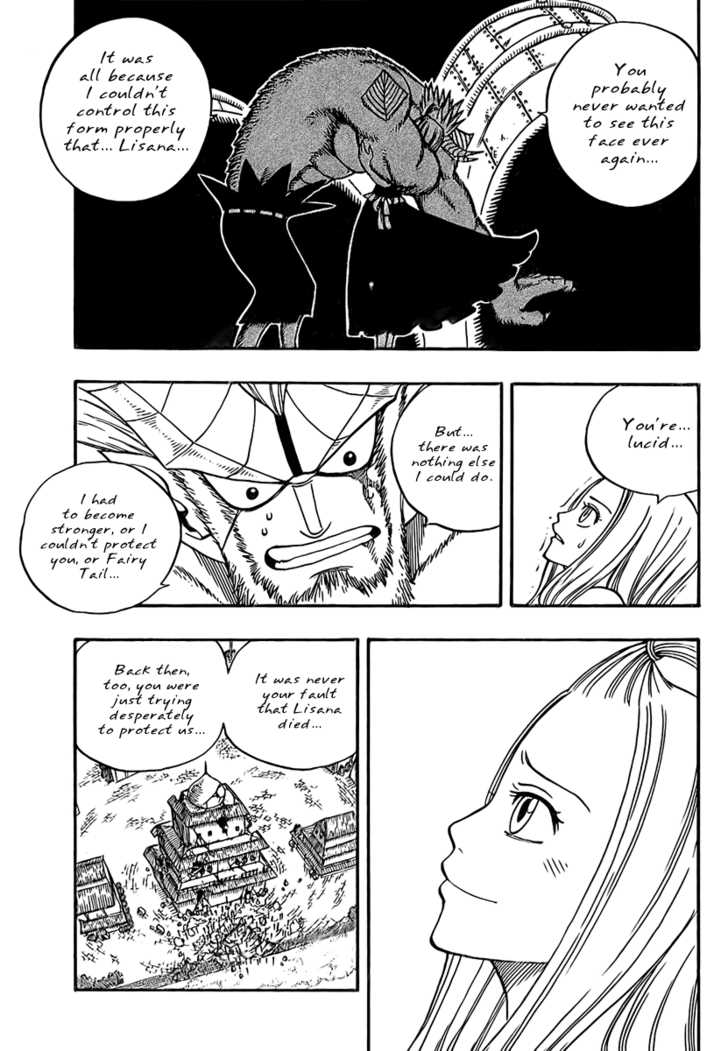 You
probably
never wanted
to see this
face ever
again...
It was
all because
I couldn't
control this
form properly
that... Lisana...
You're...
lucid...
But...
there was
nothing else
I could do.
I had
to become
stronger, or I
couldn't protect
you, or Fairy
Tail...
It was never
your fault
that Lisana
died...
Back then,
too, you were
just trying
desperately
to protect us...